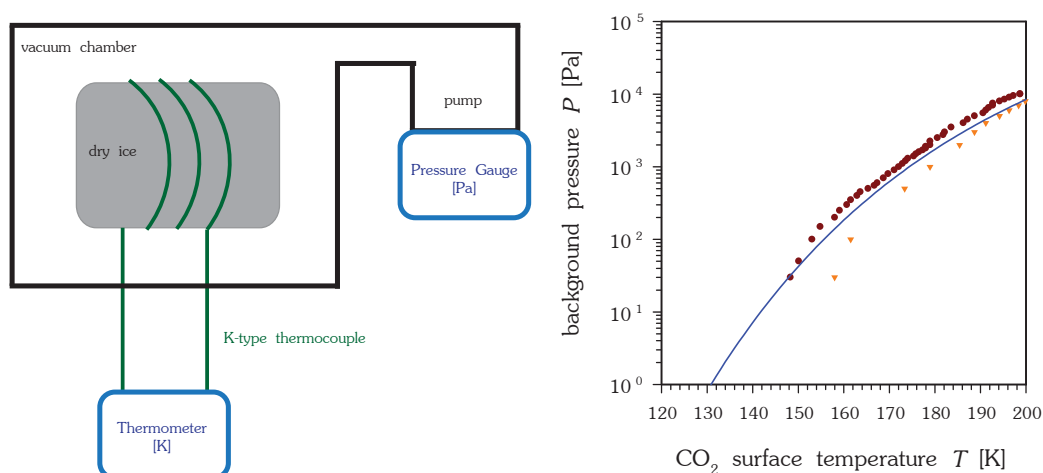 vacuum chamber
dry ice
pump
Pressure Gauge
[Pa]
K-type thermocouple
Thermometer
[K]
background pressure P [Pa]
10^5
10^4
10^3
10^2
10^1
10^0
120 130 140 150 160 170 180 190 200
CO₂ surface temperature T [K]